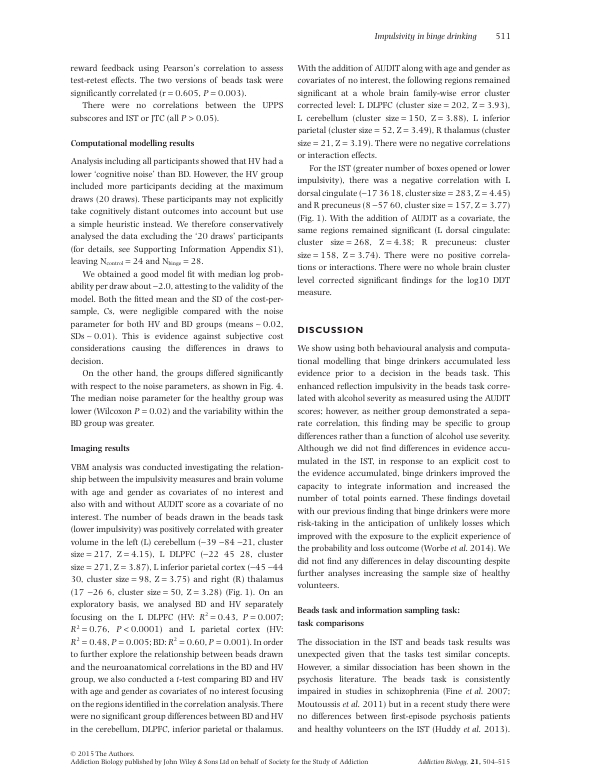 Impulsivity in binge drinking 511
reward feedback using Pearson's correlation to assess
test-retest effects. The two versions of beads task were
significantly correlated (r = 0.605, P = 0.003).
There were no correlations between the UPPS
subscores and IST or JTC (all P > 0.05).
Computational modelling results
Analysis including all participants showed that HV had a
lower 'cognitive noise' than BD. However, the HV group
included more participants deciding at the maximum
draws (20 draws). These participants may not explicitly
take cognitively distant outcomes into account but use
a simple heuristic instead. We therefore conservatively
analysed the data excluding the '20 draws' participants
(for details, see Supporting Information Appendix S1),
leaving Ncontrol = 24 and Nbinge = 28.
We obtained a good model fit with median log prob-
ability per draw about −2.0, attesting to the validity of the
model. Both the fitted mean and the SD of the cost-per-
sample, Cs, were negligible compared with the noise
parameter for both HV and BD groups (means – 0.02,
SDs – 0.01). This is evidence against subjective cost
considerations causing the differences in draws to
decision.
On the other hand, the groups differed significantly
with respect to the noise parameters, as shown in Fig. 4.
The median noise parameter for the healthy group was
lower (Wilcoxon P = 0.02) and the variability within the
BD group was greater.
Imaging results
VBM analysis was conducted investigating the relation-
ship between the impulsivity measures and brain volume
with age and gender as covariates of no interest and
also with and without AUDIT score as a covariate of no
interest. The number of beads drawn in the beads task
(lower impulsivity) was positively correlated with greater
volume in the left (L) cerebellum (−39 −84 −21, cluster
size = 217, Z = 4.15), L DLPFC (−22 45 28, cluster
size = 271, Z = 3.87), L inferior parietal cortex (−45 −44
30, cluster size = 98, Z = 3.75) and right (R) thalamus
(17 −26 6, cluster size = 50, Z = 3.28) (Fig. 1). On an
exploratory basis, we analysed BD and HV separately
focusing on the L DLPFC (HV: R² = 0.43, P = 0.007;
R² = 0.76, P < 0.0001) and L parietal cortex (HV:
R² = 0.48, P = 0.005; BD: R² = 0.60, P = 0.001). In order
to further explore the relationship between beads drawn
and the neuroanatomical correlations in the BD and HV
group, we also conducted a t-test comparing BD and HV
with age and gender as covariates of no interest focusing
on the regions identified in the correlation analysis. There
were no significant group differences between BD and HV
in the cerebellum, DLPFC, inferior parietal or thalamus.
With the addition of AUDIT along with age and gender as
covariates of no interest, the following regions remained
significant at a whole brain family-wise error cluster
corrected level: L DLPFC (cluster size = 202, Z = 3.93),
L cerebellum (cluster size = 150, Z = 3.88), L inferior
parietal (cluster size = 52, Z = 3.49), R thalamus (cluster
size = 21, Z = 3.19). There were no negative correlations
or interaction effects.
For the IST (greater number of boxes opened or lower
impulsivity), there was a negative correlation with L
dorsal cingulate (−17 36 18, cluster size = 283, Z = 4.45)
and R precuneus (8 −57 60, cluster size = 157, Z = 3.77)
(Fig. 1). With the addition of AUDIT as a covariate, the
same regions remained significant (L dorsal cingulate:
cluster size = 268, Z = 4.38; R precuneus: cluster
size = 158, Z = 3.74). There were no positive correla-
tions or interactions. There were no whole brain cluster
level corrected significant findings for the log10 DDT
measure.
DISCUSSION
We show using both behavioural analysis and computa-
tional modelling that binge drinkers accumulated less
evidence prior to a decision in the beads task. This
enhanced reflection impulsivity in the beads task corre-
lated with alcohol severity as measured using the AUDIT
scores; however, as neither group demonstrated a sepa-
rate correlation, this finding may be specific to group
differences rather than a function of alcohol use severity.
Although we did not find differences in evidence accu-
mulated in the IST, in response to an explicit cost to
the evidence accumulated, binge drinkers improved the
capacity to integrate information and increased the
number of total points earned. These findings dovetail
with our previous finding that binge drinkers were more
risk-taking in the anticipation of unlikely losses which
improved with the exposure to the explicit experience of
the probability and loss outcome (Worbe et al. 2014). We
did not find any differences in delay discounting despite
further analyses increasing the sample size of healthy
volunteers.
Beads task and information sampling task:
task comparisons
The dissociation in the IST and beads task results was
unexpected given that the tasks test similar concepts.
However, a similar dissociation has been shown in the
psychosis literature. The beads task is consistently
impaired in studies in schizophrenia (Fine et al. 2007;
Moutoussis et al. 2011) but in a recent study there were
no differences between first-episode psychosis patients
and healthy volunteers on the IST (Huddy et al. 2013).
© 2015 The Authors.
Addiction Biology published by John Wiley & Sons Ltd on behalf of Society for the Study of Addiction Addiction Biology, 21, 504–515